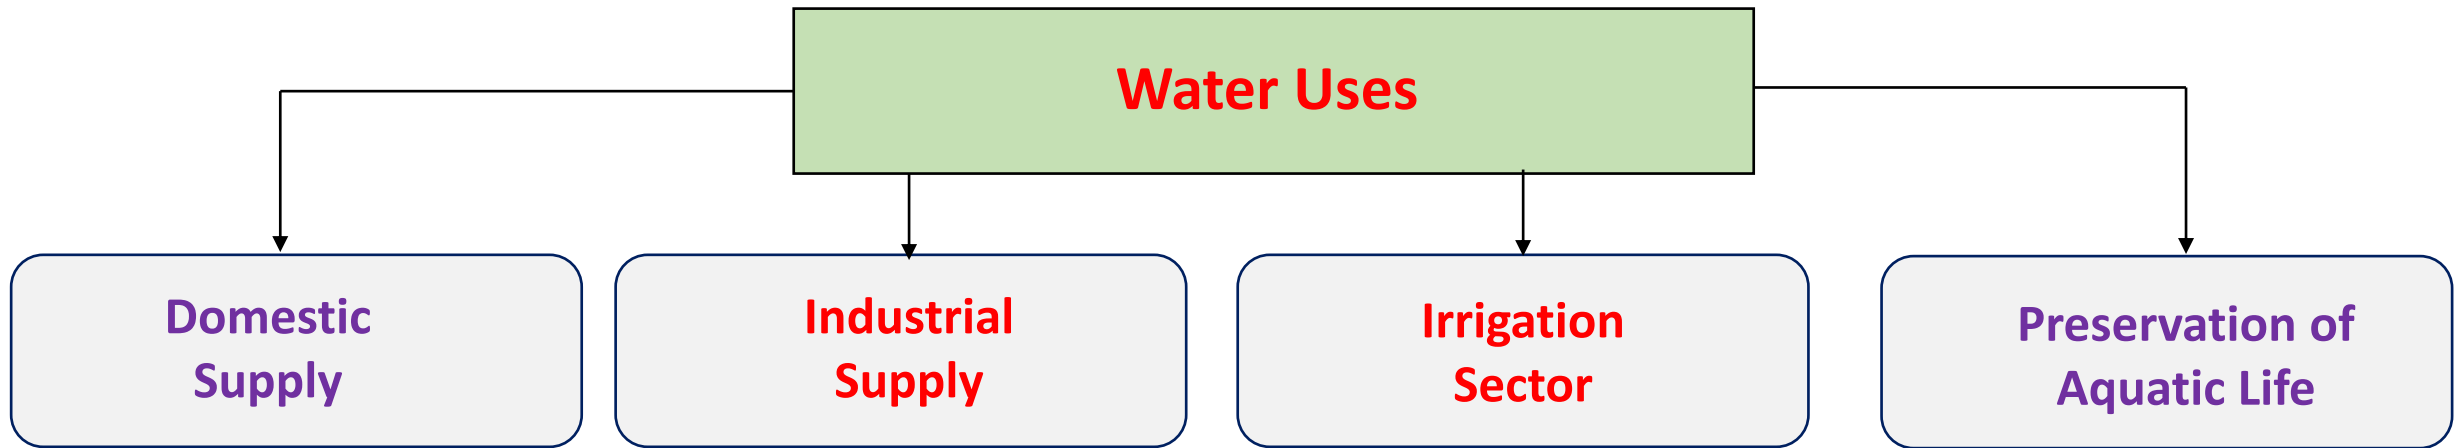 Water Uses
Domestic
Supply
Industrial
Supply
Irrigation
Sector
Preservation of
Aquatic Life